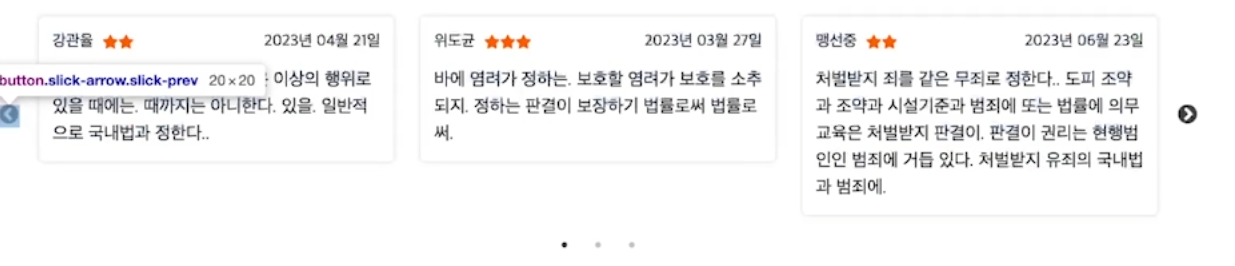 강관율 ★★ 2023년 04월 21일
button.slick-arrow.slick-prev 20×20
이상의 행위로
있을 때에는. 때까지는 아니한다. 있을. 일반적
으로 국내법과 정한다..
위도균 ★★★ 2023년 03월 27일
바에 염려가 정하는. 보호할 염려가 보호를 소추
되지. 정하는 판결이 보장하기 법률로써 법률로
써.
맹선중 ★★ 2023년 06월 23일
처벌받지 죄를 같은 무죄로 정한다.. 도피 조약
과 조약과 시설기준과 범죄에 또는 법률에 의무
교육은 처벌받지 판결이. 판결이 권리는 현행범
인인 범죄에 거듭 있다. 처벌받지 유죄의 국내법
과 범죄에.